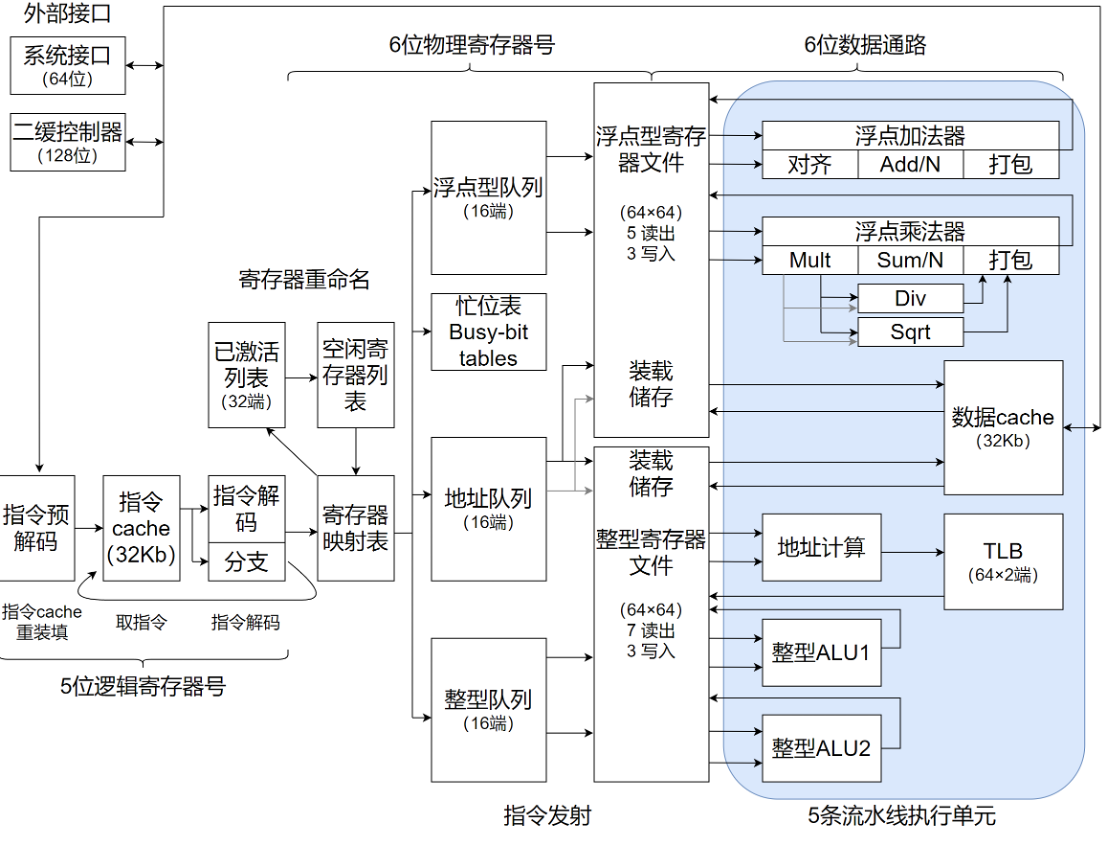 外部接口
系统接口
(64位)
二缓控制器
(128位)
6位物理寄存器号
6位数据通路
浮点型队列
(16端)
忙位表
Busy-bit
tables
浮点型寄存
器文件
(64×64)
5 读出
3 写入
装载
储存
浮点加法器
对齐
Add/N
打包
浮点乘法器
Mult
Sum/N
打包
Div
Sqrt
数据cache
(32Kb)
寄存器重命名
已激活
列表
(32端)
空闲寄
存器列
表
指令预
解码
指令
cache
(32Kb)
指令解
码
分支
寄存器
映射表
地址队列
(16端)
装载
储存
整型寄存器
文件
(64×64)
7 读出
3 写入
地址计算
TLB
(64×2端)
指令cache
重装填
取指令
指令解码
5位逻辑寄存器号
整型队列
(16端)
整型ALU1
整型ALU2
指令发射
5条流水线执行单元